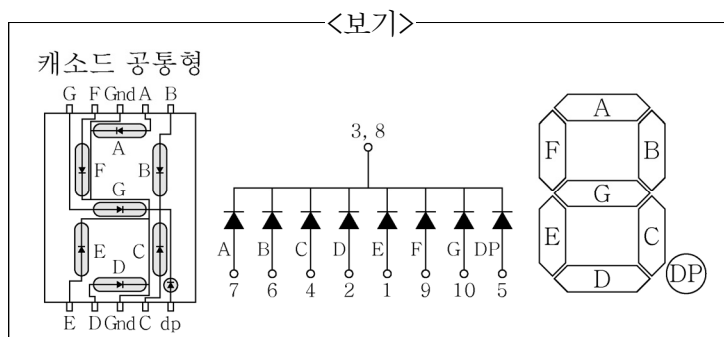 <보기>
캐소드 공통형
G F Gnd A B
A
F B
G
E C
D
E D Gnd C dp
3, 8
A B C D E F G DP
7 6 4 2 1 9 10 5
A
F B
G
E C
D DP